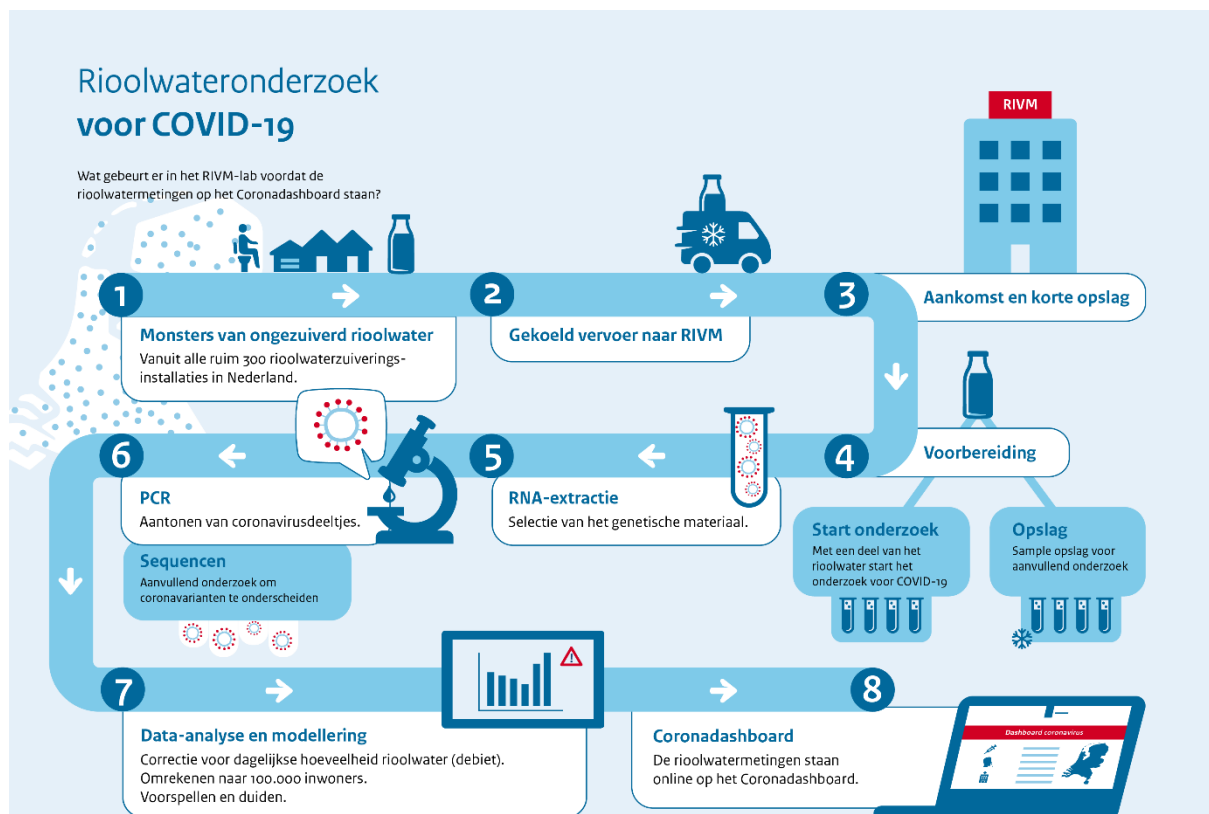 Rioolwateronderzoek
voor COVID-19
Wat gebeurt er in het RIVM-lab voordat de
rioolwatermetingen op het Coronadashboard staan?
RIVM
1
Monsters van ongezuiverd rioolwater
Vanuit alle ruim 300 rioolwaterzuiverings-
installaties in Nederland.
2
Gekoeld vervoer naar RIVM
3
Aankomst en korte opslag
4
Voorbereiding
Start onderzoek
Met een deel van het
rioolwater start het
onderzoek voor COVID-19
Opslag
Sample opslag voor
aanvullend onderzoek
5
RNA-extractie
Selectie van het genetische materiaal.
6
PCR
Aantonen van coronavirusdeeltjes.
Sequencen
Aanvullend onderzoek om
coronavarianten te onderscheiden
7
Data-analyse en modellering
Correctie voor dagelijkse hoeveelheid rioolwater (debiet).
Omrekenen naar 100.000 inwoners.
Voorspellen en duiden.
8
Coronadashboard
De rioolwatermetingen staan
online op het Coronadashboard.
Dashboard coronavirus